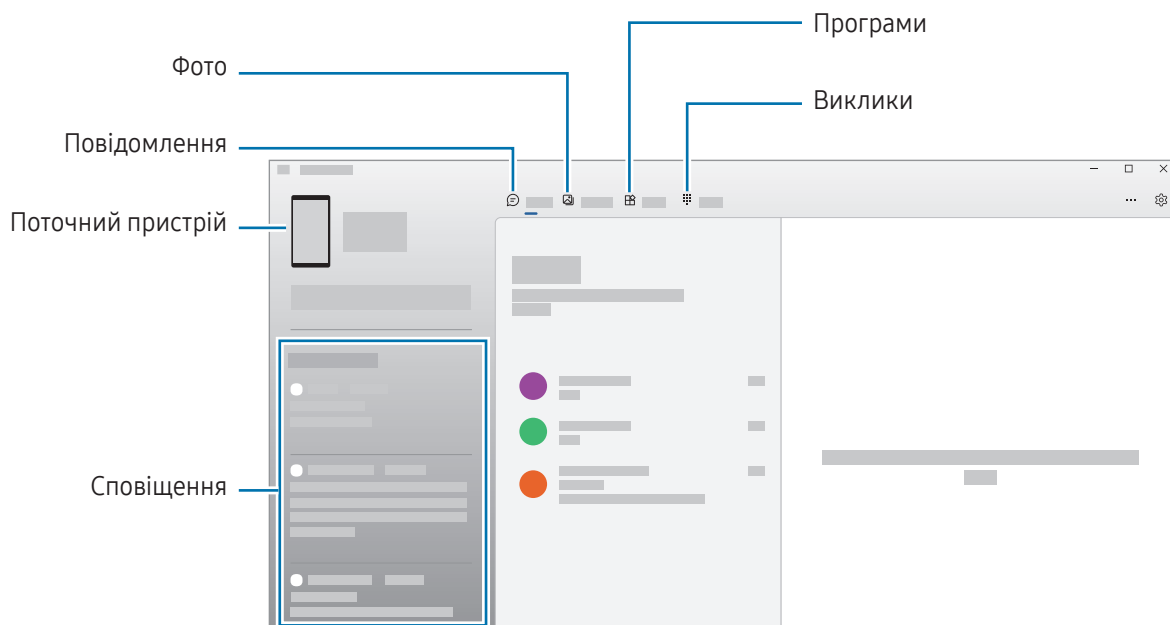 Програми
Фото
Виклики
Повідомлення
Поточний пристрій
Сповіщення